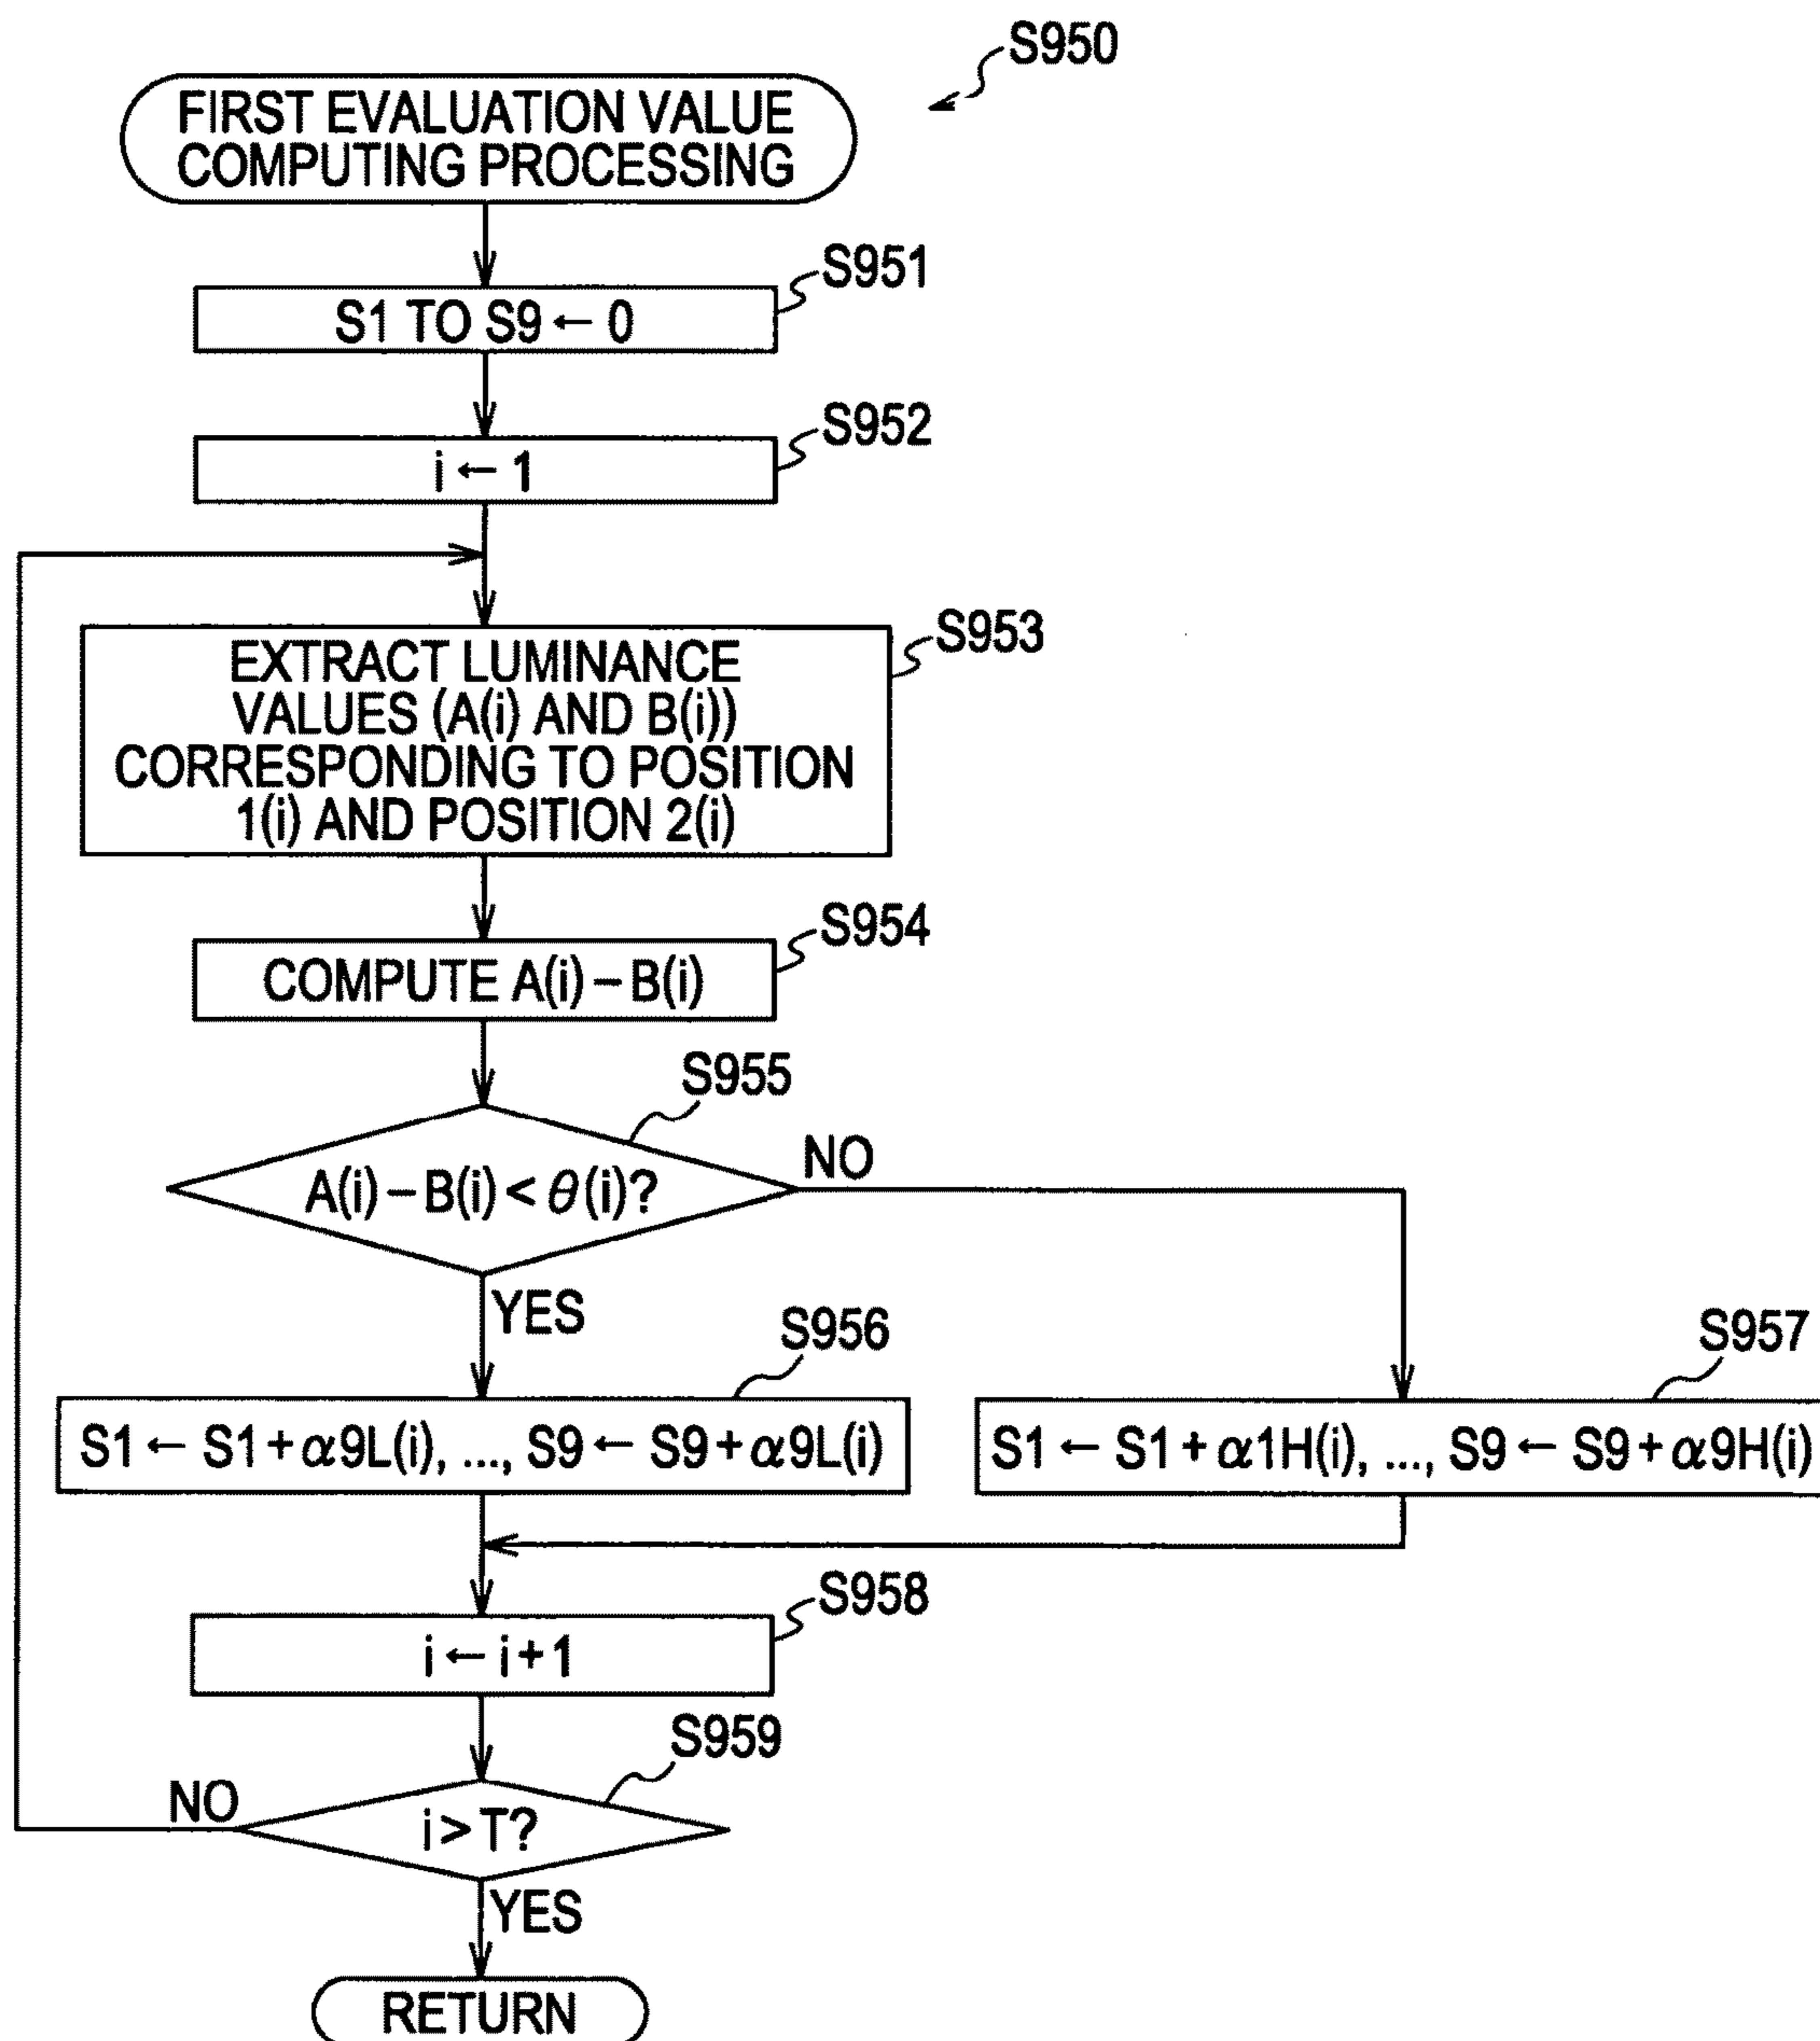 S950
FIRST EVALUATION VALUE
COMPUTING PROCESSING
S951
S1 TO S9 ← 0
S952
i ← 1
S953
EXTRACT LUMINANCE
VALUES (A(i) AND B(i))
CORRESPONDING TO POSITION
1(i) AND POSITION 2(i)
S954
COMPUTE A(i) – B(i)
S955
A(i) – B(i) < θ(i)?
NO
YES
S956
S1 ← S1 + α9L(i), ..., S9 ← S9 + α9L(i)
S957
S1 ← S1 + α1H(i), ..., S9 ← S9 + α9H(i)
S958
i ← i + 1
S959
NO
i > T?
YES
RETURN